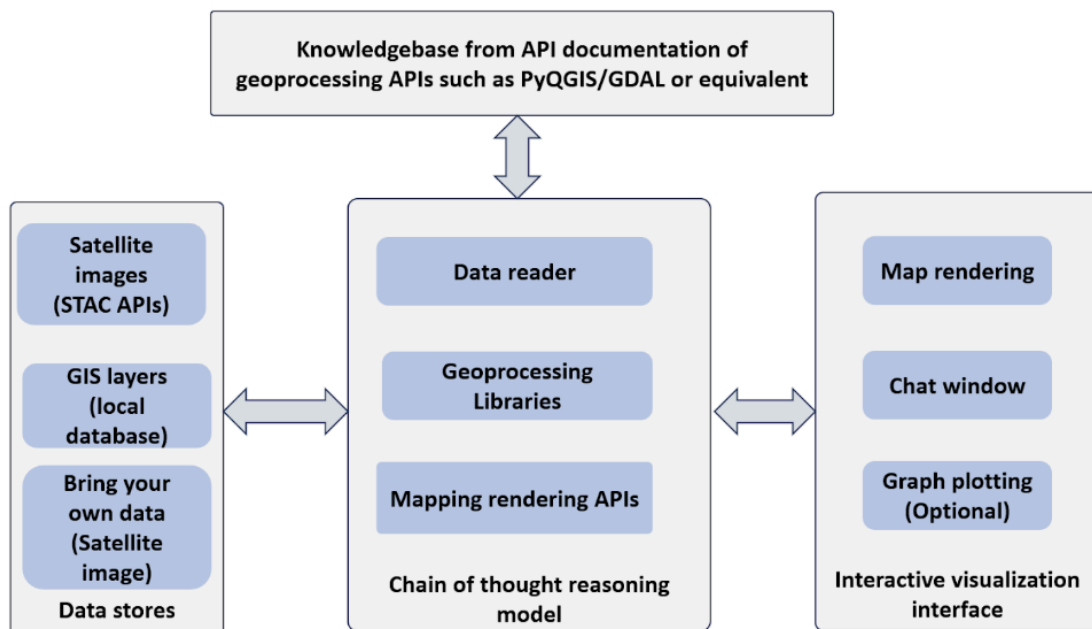 Knowledgebase from API documentation of
geoprocessing APIs such as PyQGIS/GDAL or equivalent
Satellite
images
(STAC APIs)
GIS layers
(local
database)
Bring your
own data
(Satellite
image)
Data stores
Data reader
Geoprocessing
Libraries
Mapping rendering APIs
Chain of thought reasoning
model
Map rendering
Chat window
Graph plotting
(Optional)
Interactive visualization
interface